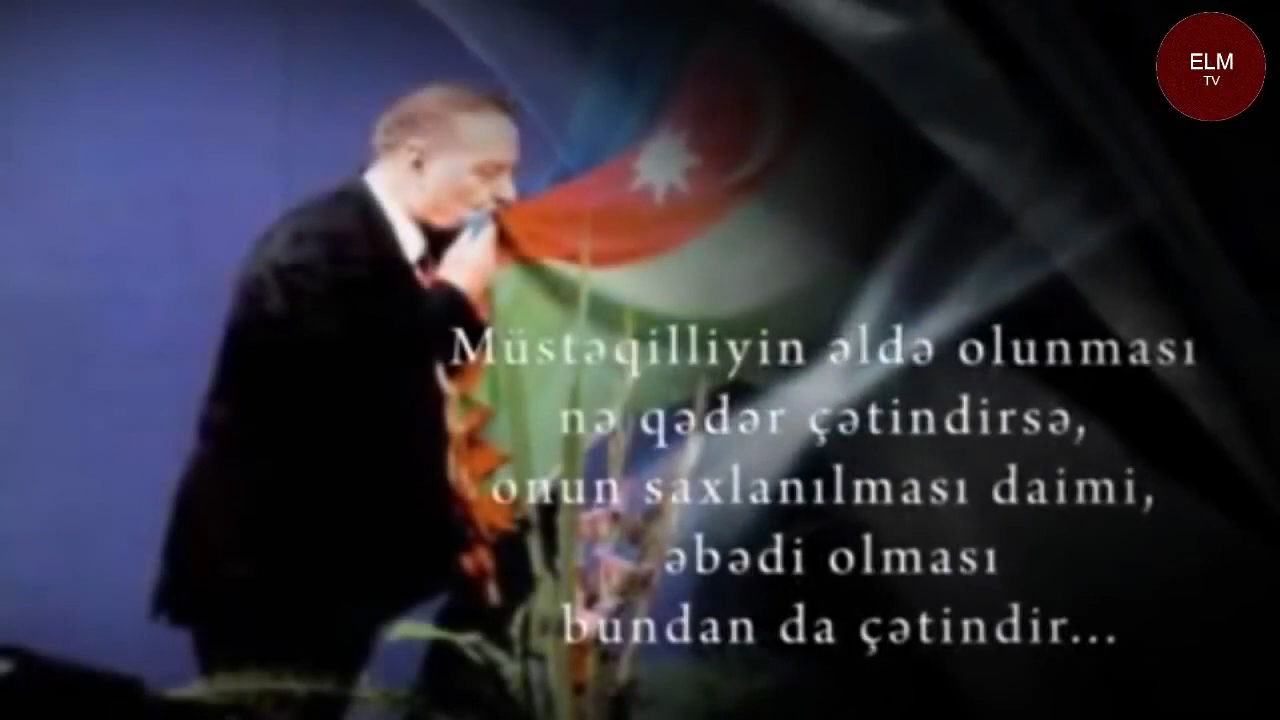 ELM
TV
Müstəqilliyin əldə olunması
nə qədər çətindirsə,
onun saxlanılması daimi,
əbədi olması
bundan da çətindir...